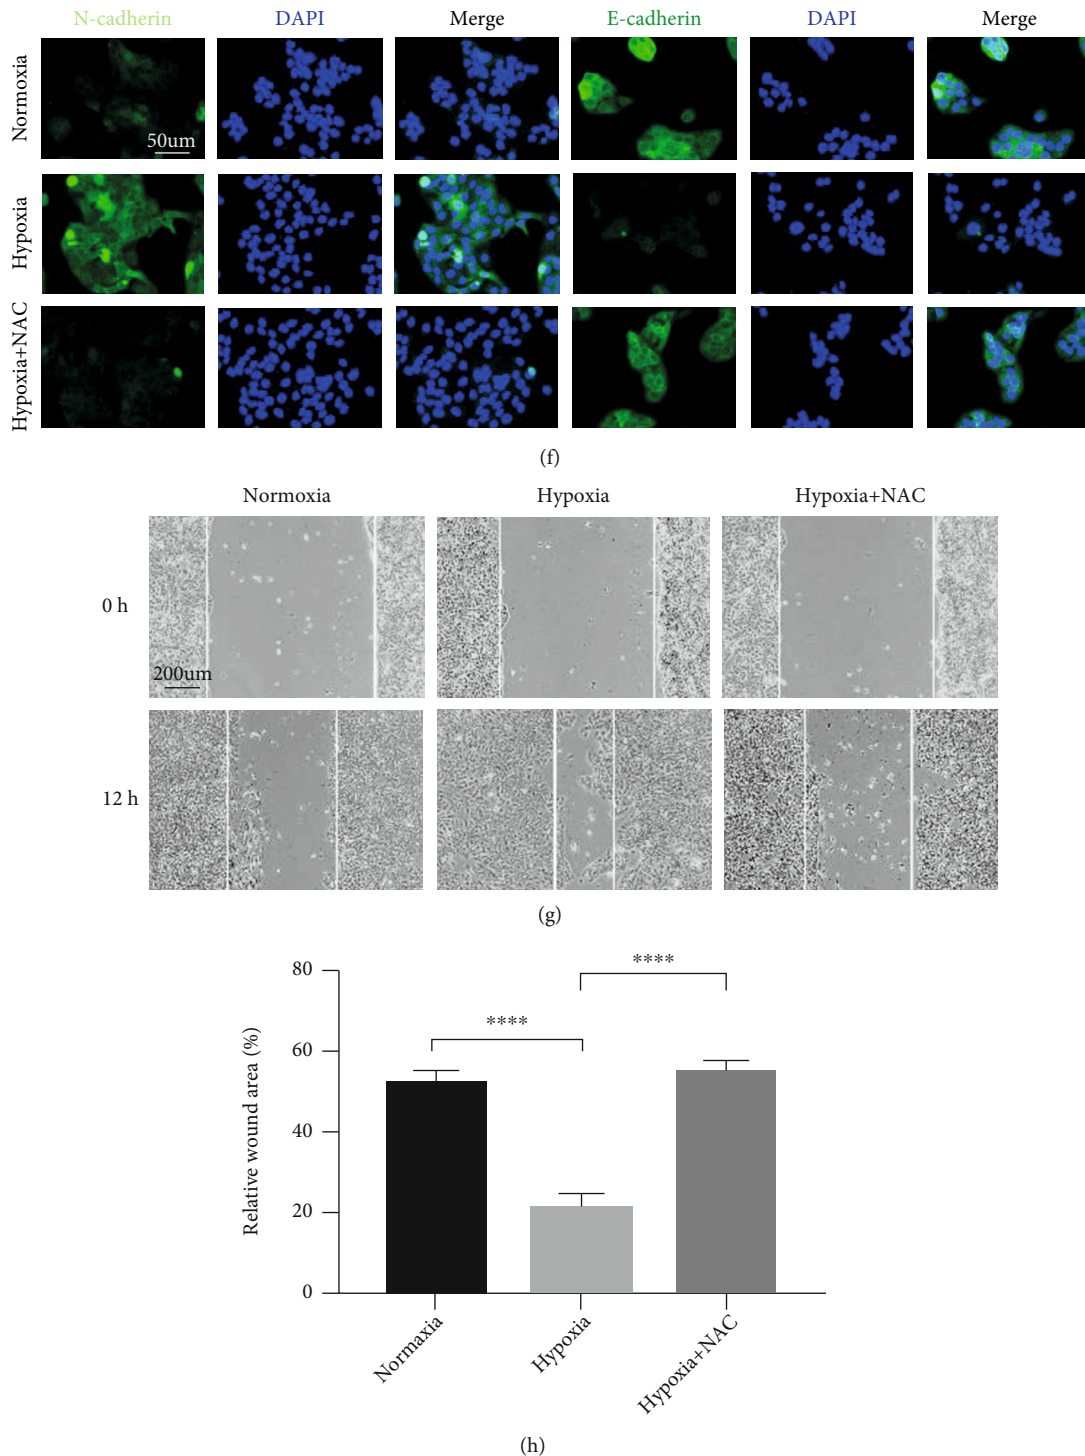 N-cadherin DAPI Merge E-cadherin DAPI Merge
Normoxia
50um
Hypoxia
Hypoxia+NAC
(f)
Normoxia Hypoxia Hypoxia+NAC
0 h
200um
12 h
(g)
80
60
40
20
0
Relative wound area (%)
****
****
Normaxia
Hypoxia
Hypoxia+NAC
(h)